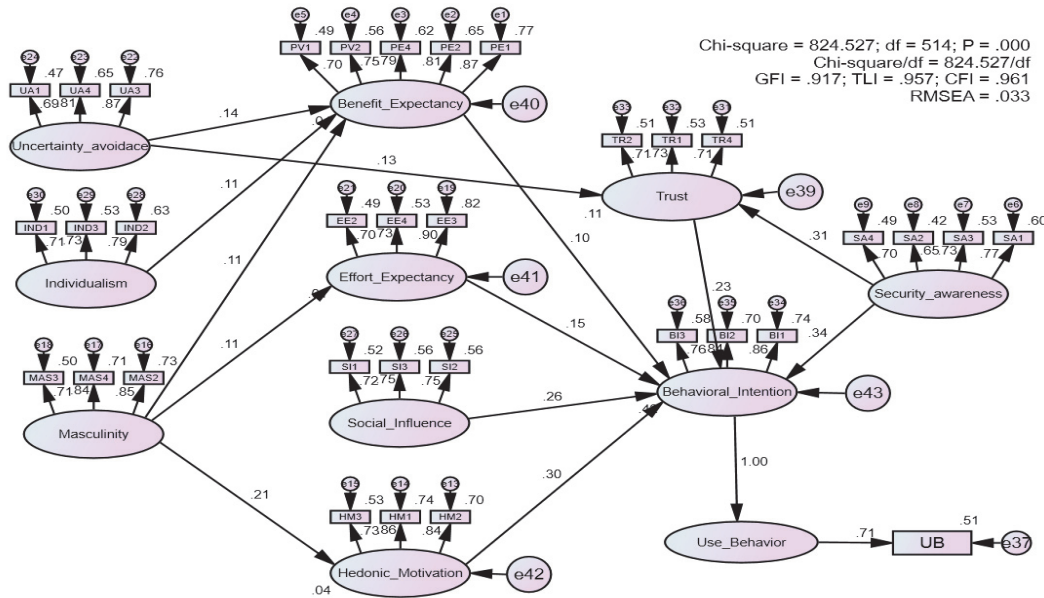 Chi-square = 824.527; df = 514; P = .000
Chi-square/df = 824.527/df
GFI = .917; TLI = .957; CFI = .961
RMSEA = .033
e5 e4 e3 e2 e1
.49 .56 .62 .65 .77
PV1 PV2 PE4 PE2 PE1
.70 .75 .79 .81 .87
Benefit_Expectancy
e40
e24 e23 e22
.47 .65 .76
UA1 UA4 UA3
.69 .81 .87
Uncertainty_avoidace
.14
.13
e33 e32 e31
.51 .53 .51
TR2 TR1 TR4
.71 .73 .71
Trust
e39
.11
e30 e29 e28
.50 .53 .63
IND1 IND3 IND2
.71 .73 .79
Individualism
.11
e21 e20 e19
.49 .53 .82
EE2 EE4 EE3
.70 .73 .90
Effort_Expectancy
e41
.10
.31
e9 e8 e7 e6
.49 .42 .53 .60
SA4 SA2 SA3 SA1
.70 .65 .73 .77
Security_awareness
.11
.23
.15
.34
e36 e35 e34
.58 .70 .74
BI3 BI2 BI1
.76 .84 .86
Behavioral_Intention
e43
e18 e17 e16
.50 .71 .73
MAS3 MAS4 MAS2
.71 .84 .85
Masculinity
.11
e27 e26 e25
.52 .56 .56
SI1 SI3 SI2
.72 .75 .75
Social_Influence
.26
.21
.30
1.00
e15 e14 e13
.53 .74 .70
HM3 HM1 HM2
.73 .86 .84
Hedonic_Motivation
e42
.04
Use_Behavior
.71
.51
UB
e37